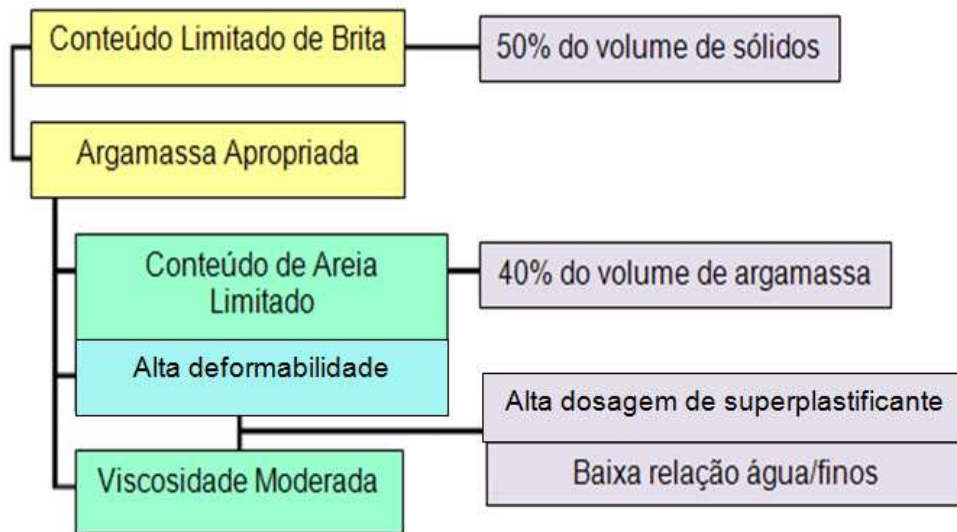 Conteúdo Limitado de Brita
50% do volume de sólidos
Argamassa Apropriada
Conteúdo de Areia
Limitado
40% do volume de argamassa
Alta deformabilidade
Alta dosagem de superplastificante
Baixa relação água/finos
Viscosidade Moderada